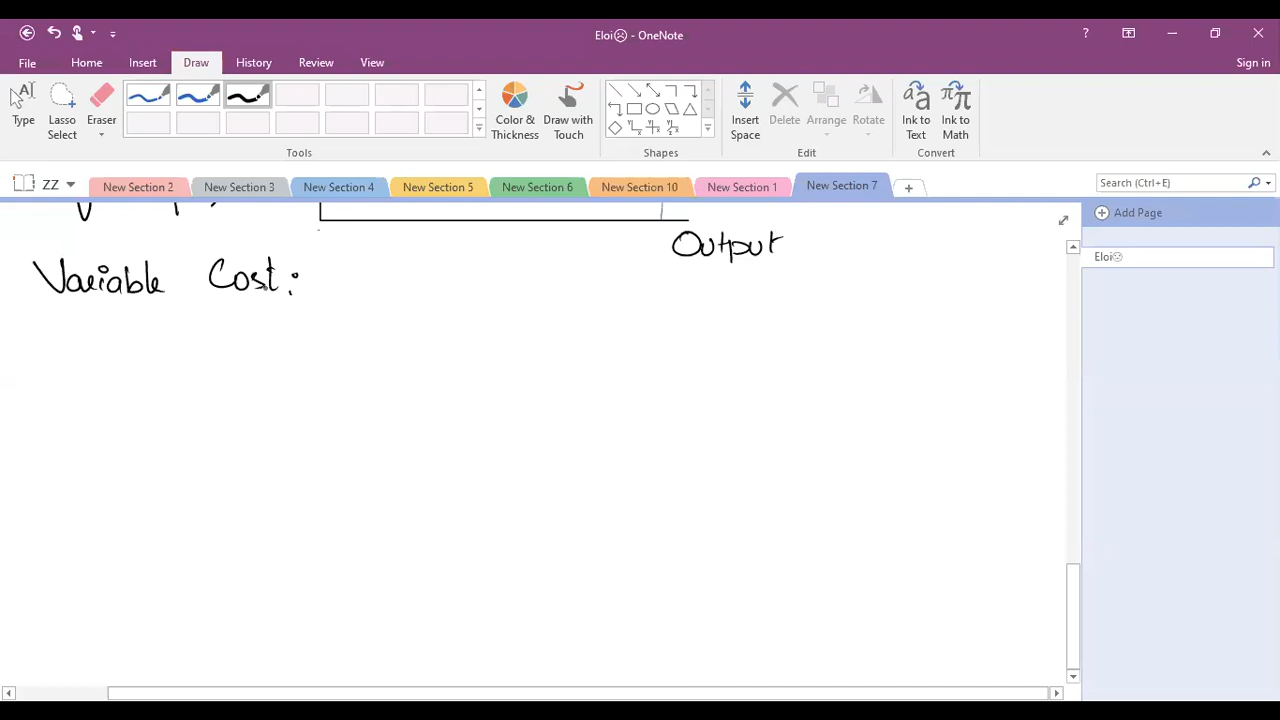 Eloi☹ - OneNote
?
File Home Insert Draw History Review View
Sign in
Type
Lasso Select
Eraser
Color & Thickness
Draw with Touch
Insert Space
Delete
Arrange
Rotate
Ink to Text
Ink to Math
Tools Shapes Edit Convert
ZZ New Section 2 New Section 3 New Section 4 New Section 5 New Section 6 New Section 10 New Section 1 New Section 7
Search (Ctrl+E)
Add Page
Eloi☹
Output
Variable Cost: